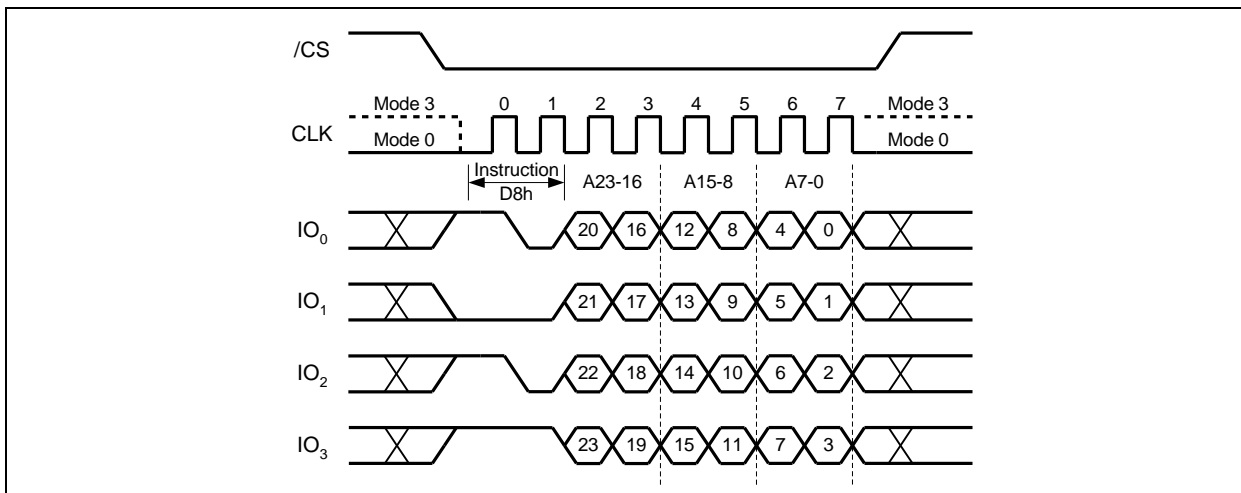 /CS
Mode 3 0 1 2 3 4 5 6 7 Mode 3
CLK
Mode 0 Mode 0
Instruction
D8h
A23-16 A15-8 A7-0
IO0 20 16 12 8 4 0
IO1 21 17 13 9 5 1
IO2 22 18 14 10 6 2
IO3 23 19 15 11 7 3